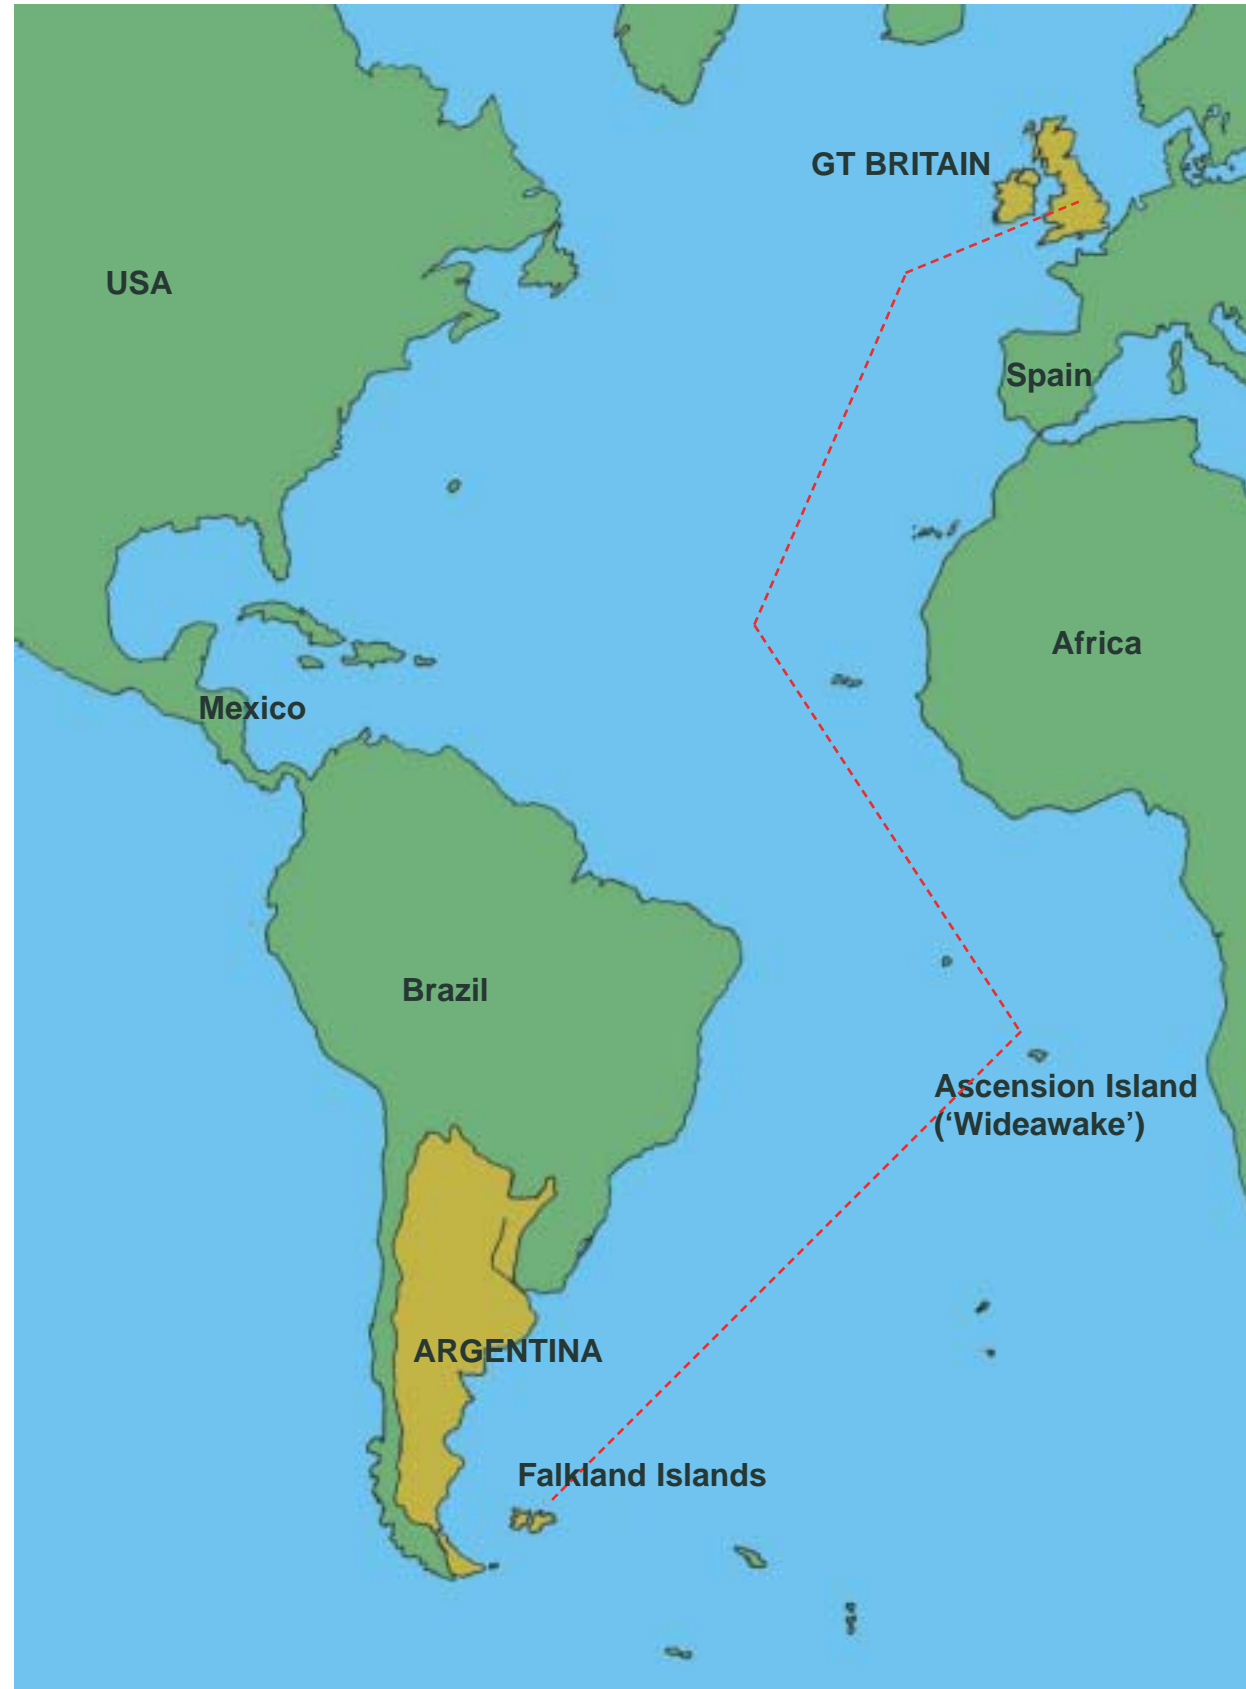 GT BRITAIN
USA
Spain
Africa
Mexico
Brazil
Ascension Island
(‘Wideawake’)
ARGENTINA
Falkland Islands